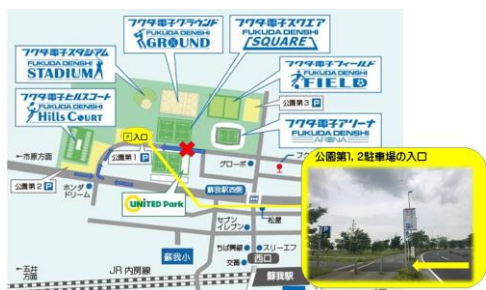 フクダ電子グラウンド
FUKUDA DENSHI
GROUND
フクダ電子スクエア
FUKUDA DENSHI
SQUARE
フクダ電子スタジアム
FUKUDA DENSHI
STADIUM
フクダ電子フィールド
FUKUDA DENSHI
FIELD
フクダ電子ヒルスコート
FUKUDA DENSHI
Hills COURT
公園第3 P
フクダ電子アリーナ
FUKUDA DENSHI
ARENA
P 入口
←市原方面
公園第1 P
グローボ
フク
公園第2 P
ホンダ
ドリーム
蘇我駅西側
UNITED Park
公園第1, 2駐車場の入口
セブン
イレブン
松屋
蘇我小
ちば興銀
スリーエフ
交番
西口
←五井
方面
JR 内房線
蘇我駅